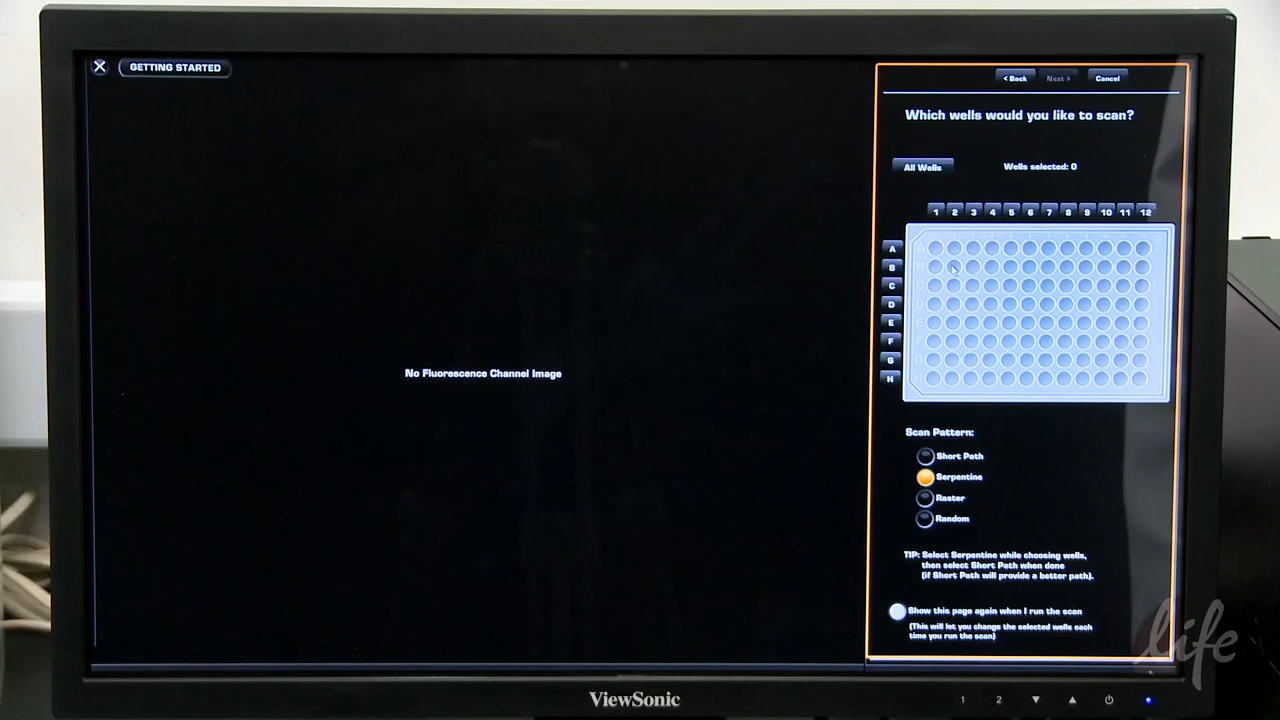 GETTING STARTED
< Back
Next >
Cancel
Which wells would you like to scan?
All Wells
Wells selected: 0
1 2 3 4 5 6 7 8 9 10 11 12
A
B
C
D
E
F
G
H
No Fluorescence Channel Image
Scan Pattern:
Short Path
Serpentine
Raster
Random
TIP: Select Serpentine while choosing wells,
then select Short Path when done
(if Short Path will provide a better path).
Show this page again when I run the scan
(This will let you change the selected wells each
time you run the scan)
life
ViewSonic
1 2